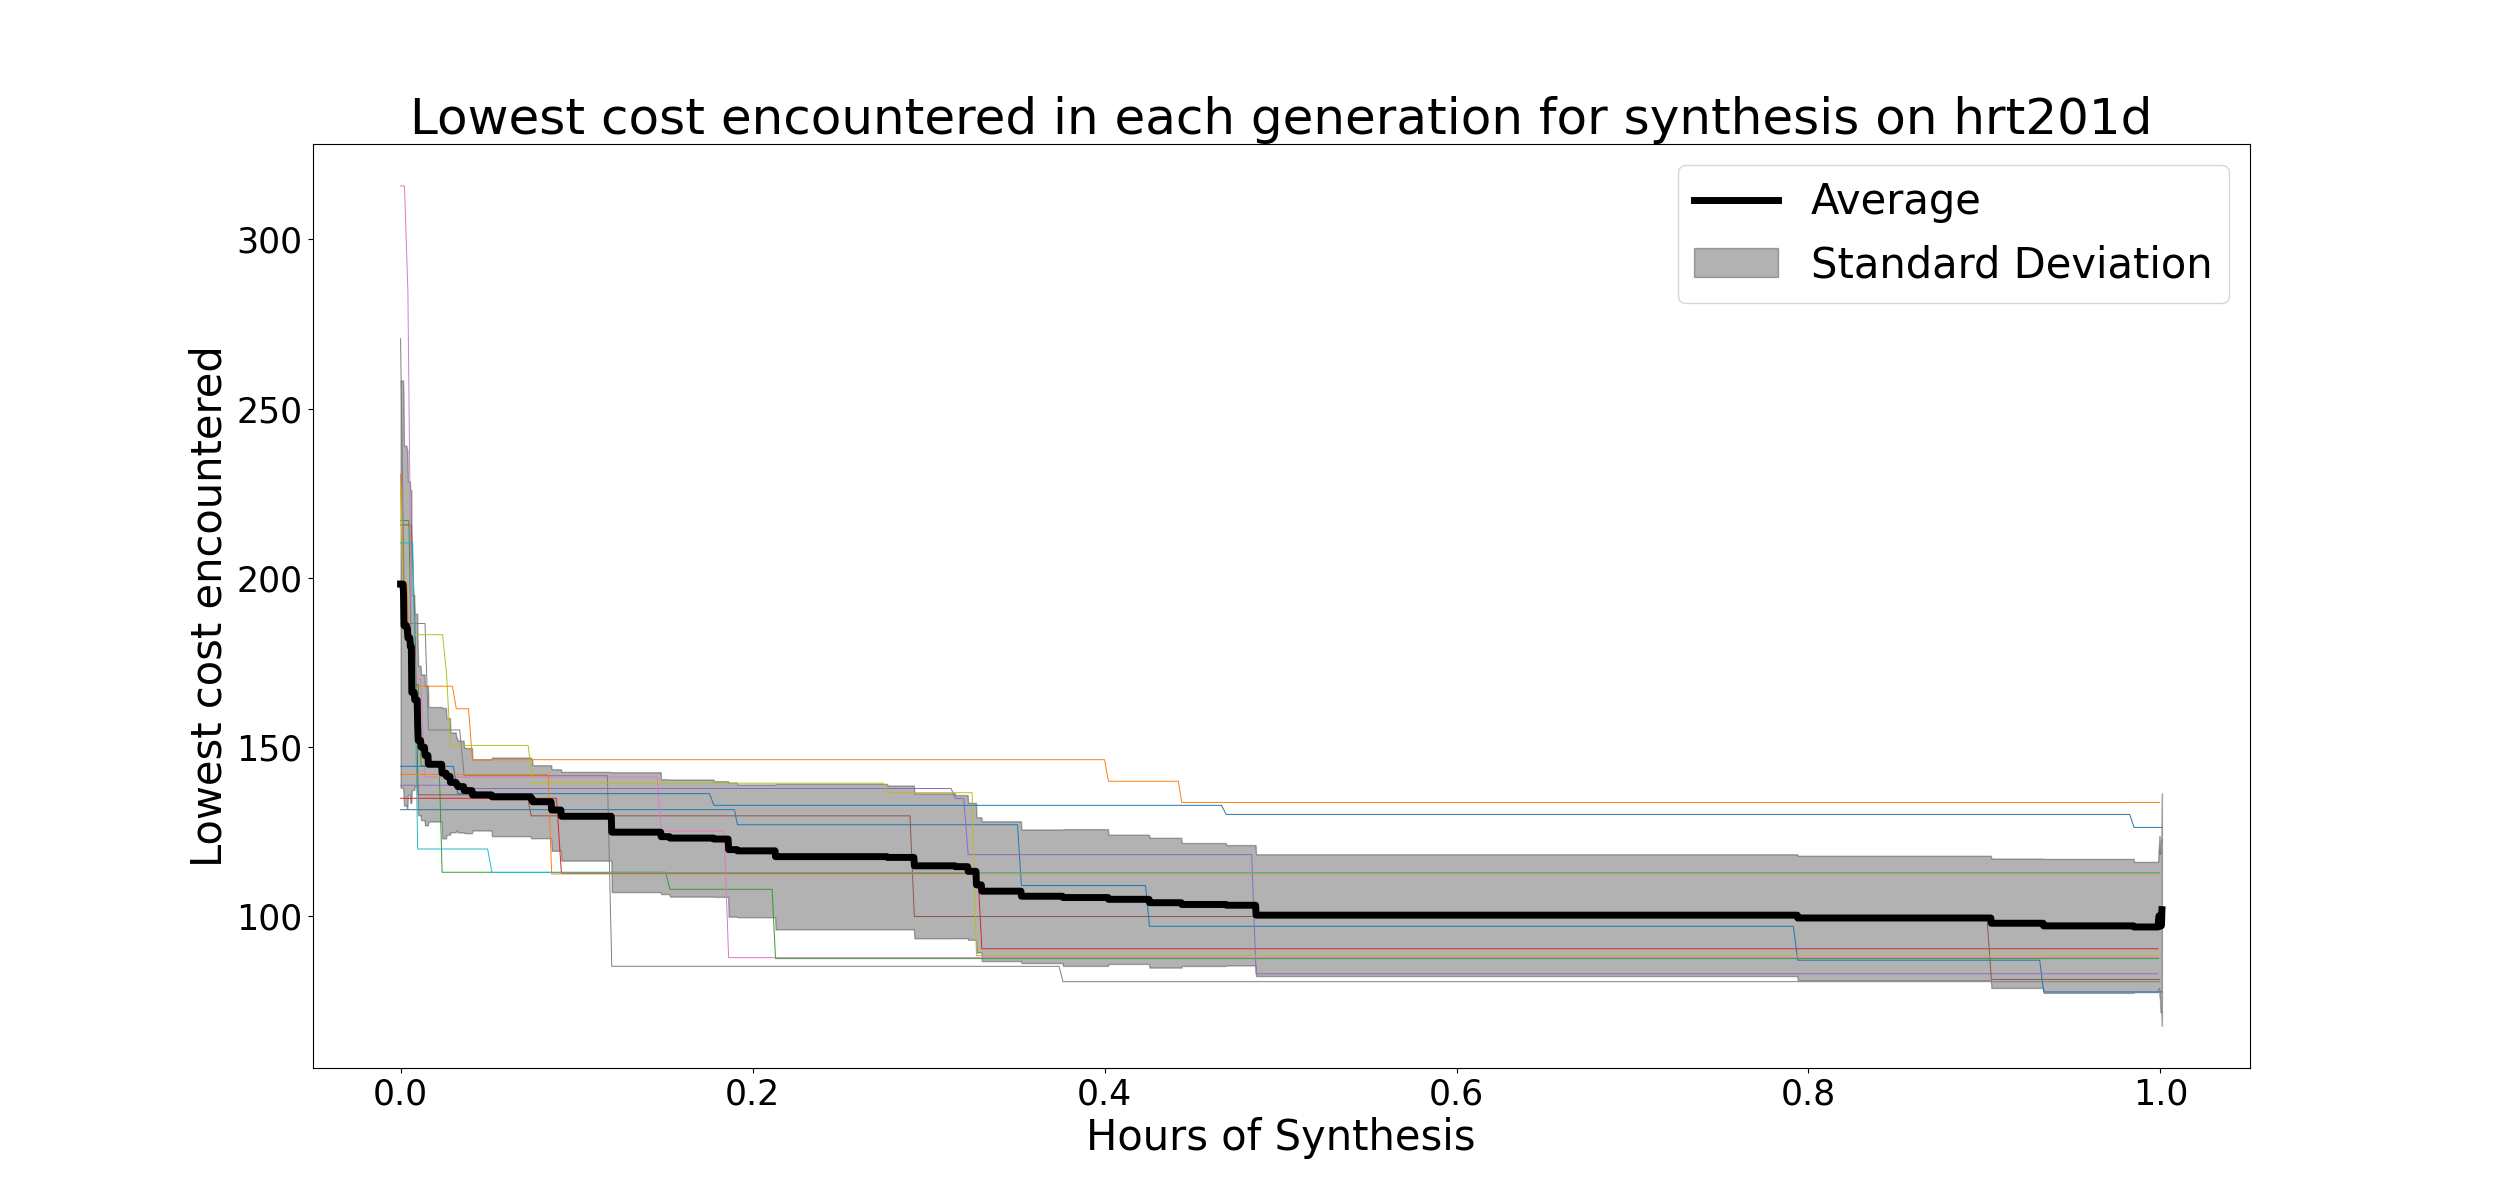 Lowest cost encountered in each generation for synthesis on hrt201d
Average
Standard Deviation
Lowest cost encountered
300
250
200
150
100
0.0 0.2 0.4 0.6 0.8 1.0
Hours of Synthesis